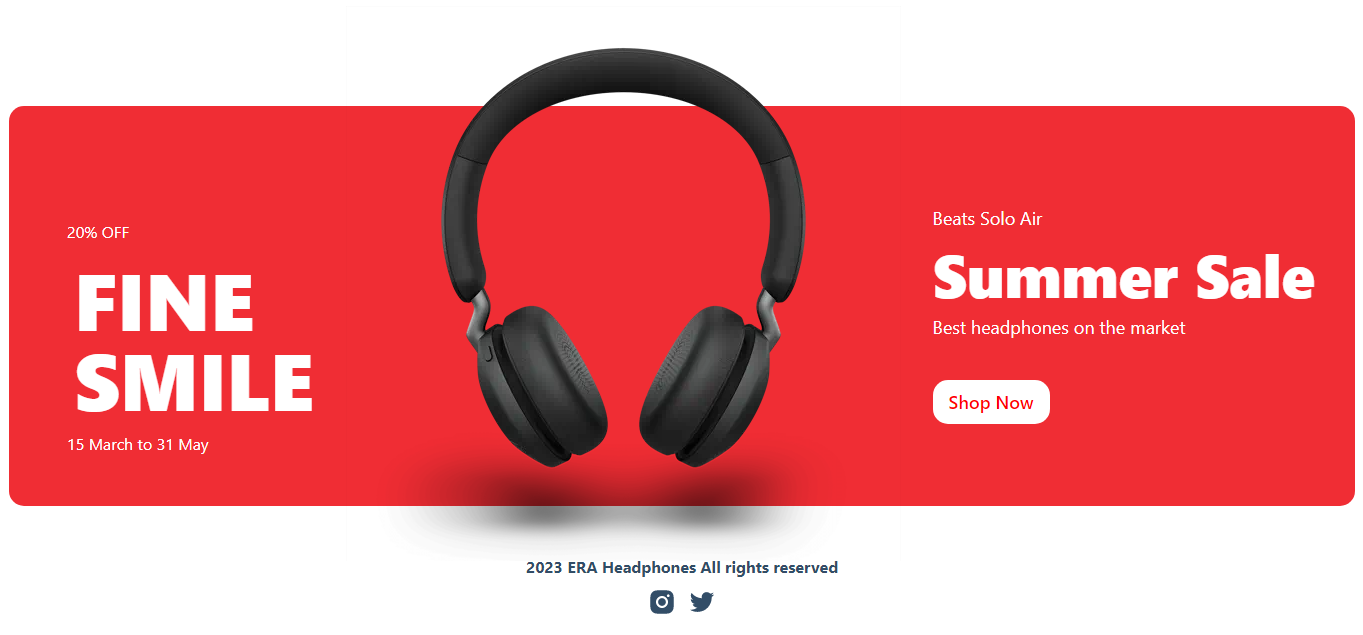 20% OFF
FINE
SMILE
15 March to 31 May
Beats Solo Air
Summer Sale
Best headphones on the market
Shop Now
2023 ERA Headphones All rights reserved